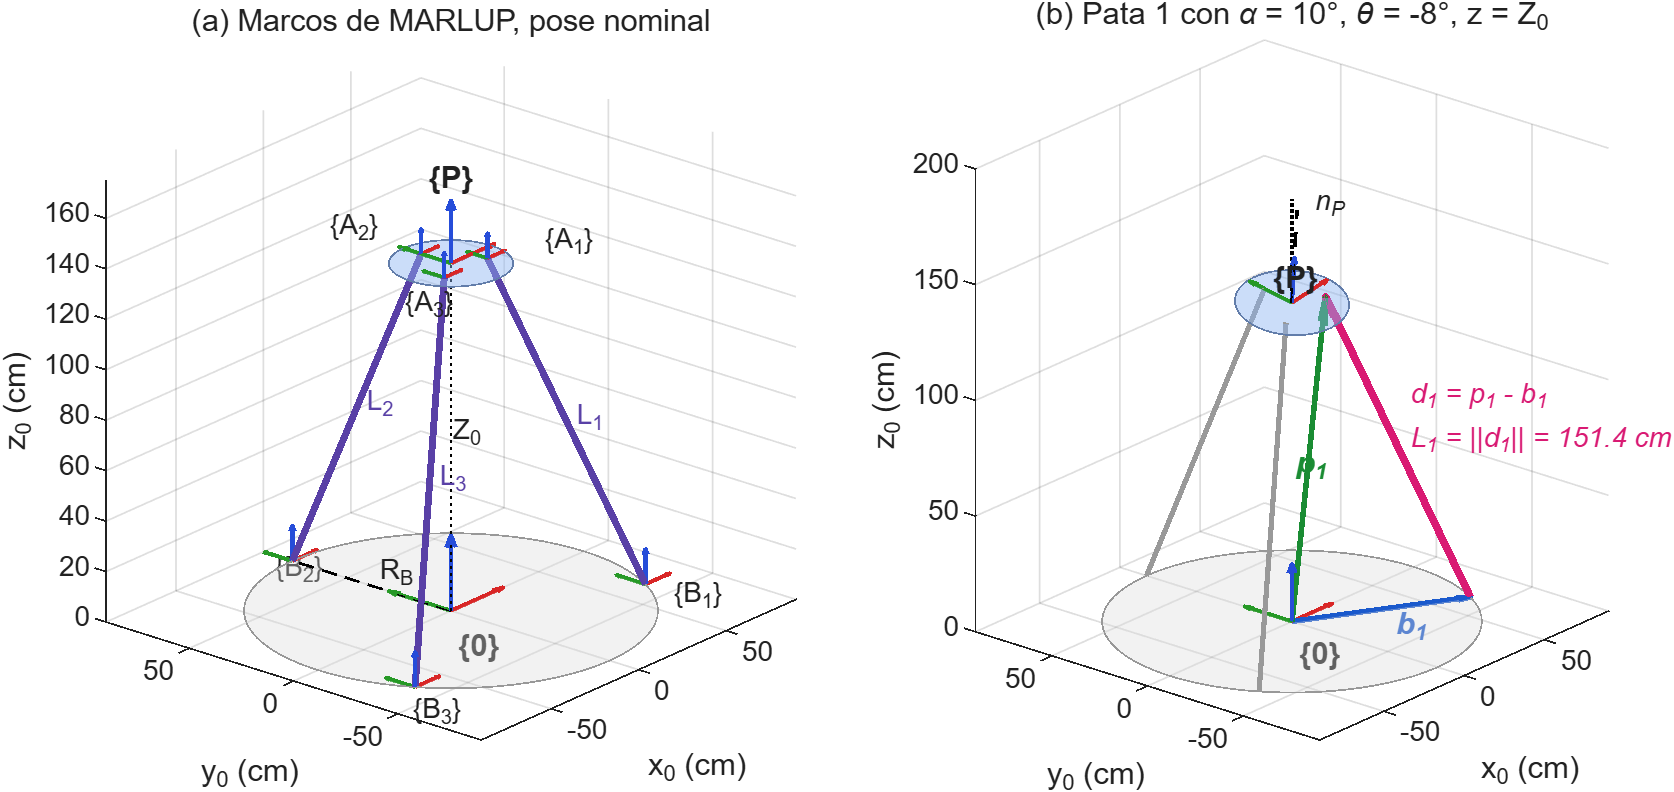 (a) Marcos de MARLUP, pose nominal
{P}
{A₂}
{A₁}
{A₃}
160
140
120
100
80
60
40
20
0
z₀ (cm)
L₂
L₁
Z₀
L₃
R_B
{B₂}
{B₁}
{0}
{B₃}
50
0
-50
y₀ (cm)
50
0
-50
x₀ (cm)
(b) Pata 1 con α = 10°, θ = -8°, z = Z₀
200
150
100
50
0
z₀ (cm)
n_P
{P}
d₁ = p₁ - b₁
L₁ = ||d₁|| = 151.4 cm
p₁
b₁
{0}
50
0
-50
y₀ (cm)
50
0
-50
x₀ (cm)